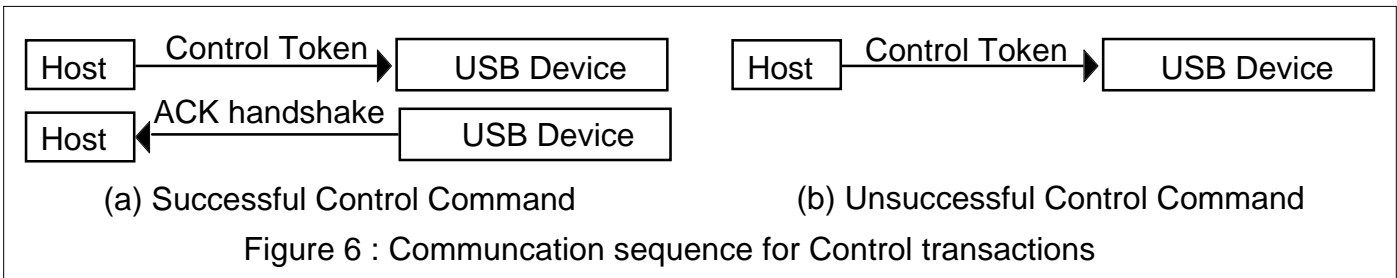 Host Control Token USB Device
Host ACK handshake USB Device
(a) Successful Control Command
Host Control Token USB Device
(b) Unsuccessful Control Command
Figure 6 : Communcation sequence for Control transactions